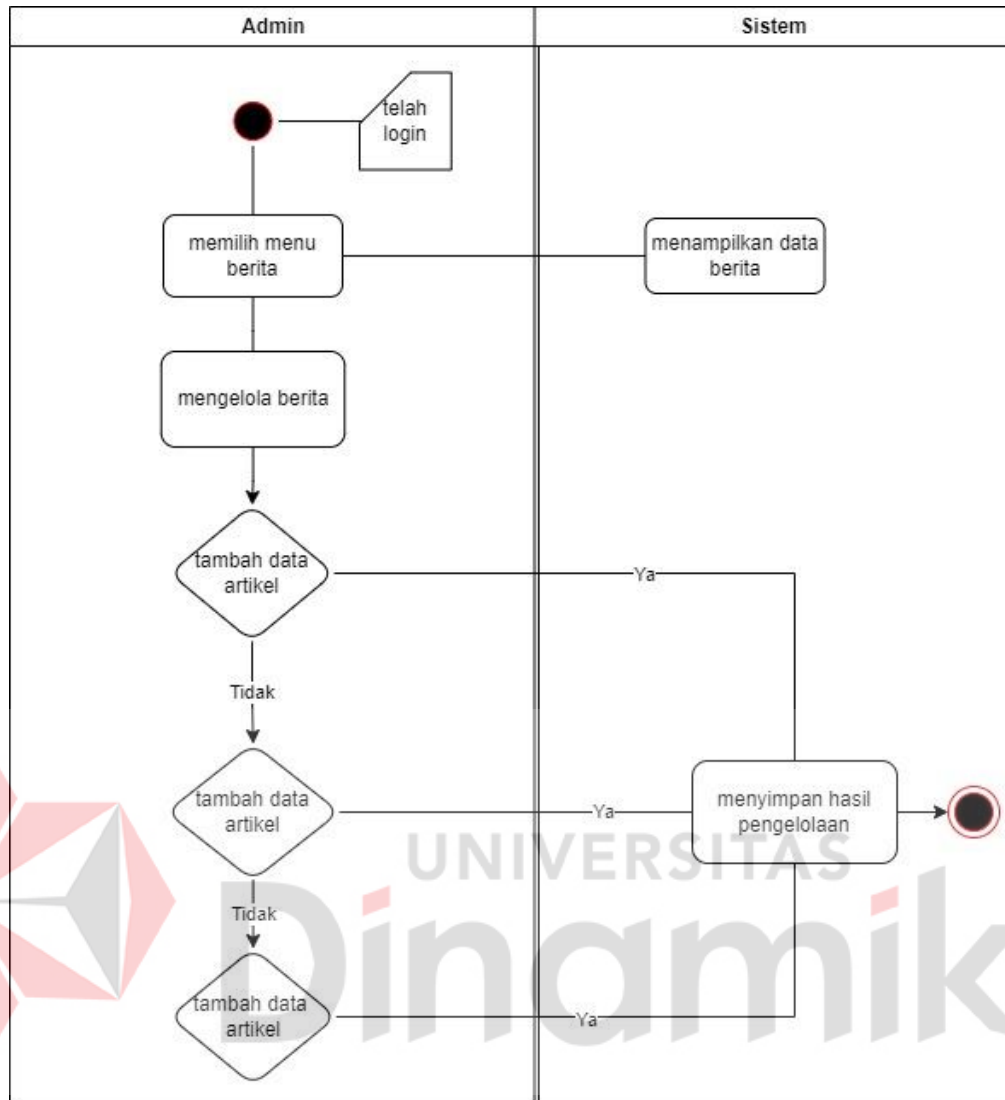 Admin
Sistem
telah
login
memilih menu
berita
menampilkan data
berita
mengelola berita
tambah data
artikel
Ya
Tidak
tambah data
artikel
Ya
menyimpan hasil
pengelolaan
UNIVERSITAS
Dinamik
Tidak
tambah data
artikel
Ya